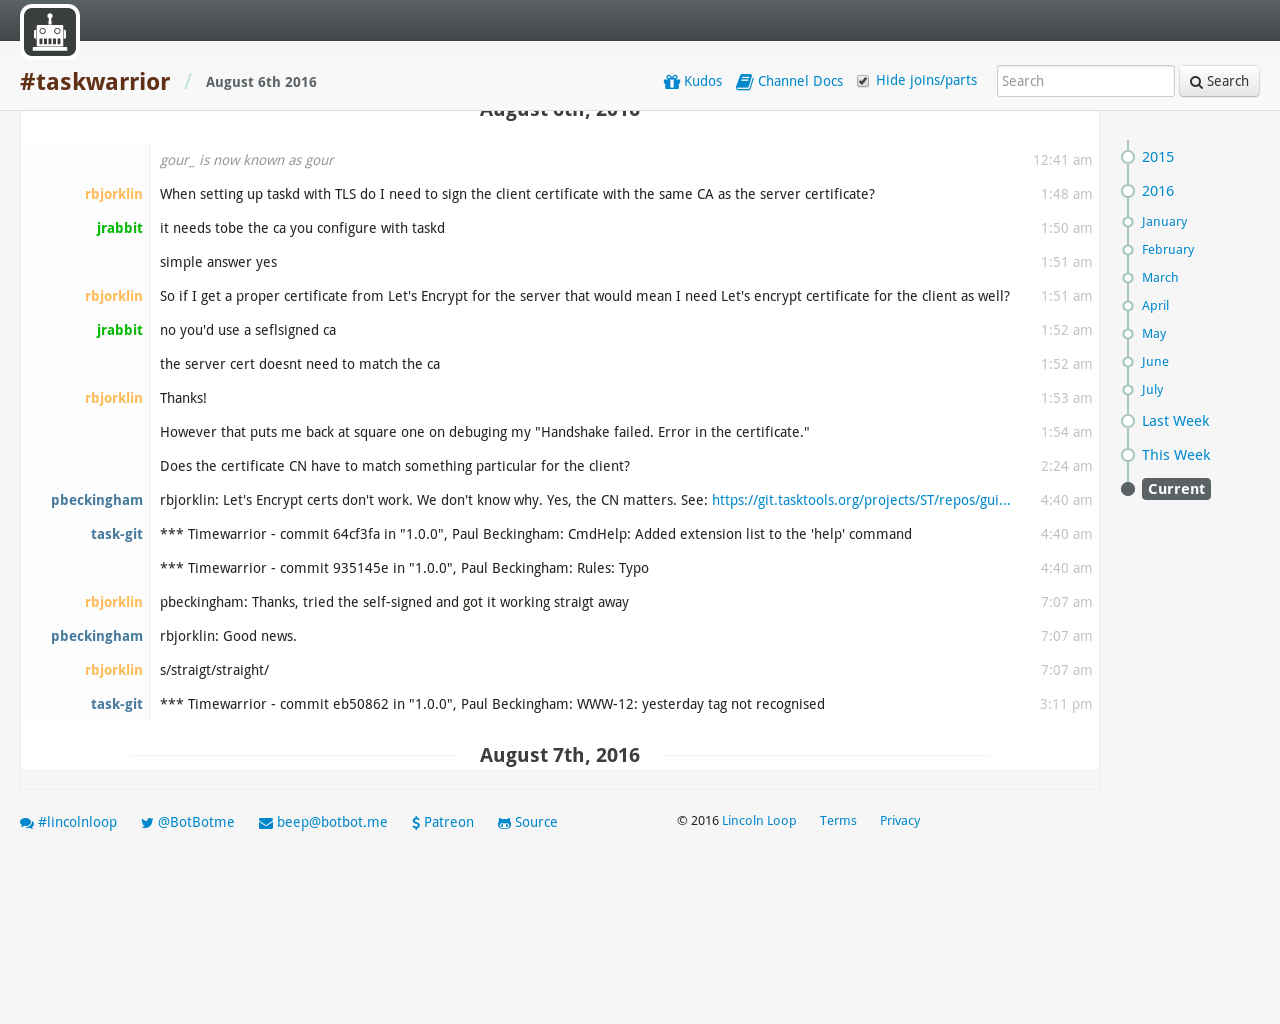 #taskwarrior / August 6th 2016 Kudos Channel Docs Hide joins/parts Search Search
August 6th, 2016
gour_ is now known as gour 12:41 am
rbjorklin When setting up taskd with TLS do I need to sign the client certificate with the same CA as the server certificate? 1:48 am
jrabbit it needs tobe the ca you configure with taskd 1:50 am
simple answer yes 1:51 am
rbjorklin So if I get a proper certificate from Let's Encrypt for the server that would mean I need Let's encrypt certificate for the client as well? 1:51 am
jrabbit no you'd use a seflsigned ca 1:52 am
the server cert doesnt need to match the ca 1:52 am
rbjorklin Thanks! 1:53 am
However that puts me back at square one on debuging my "Handshake failed. Error in the certificate." 1:54 am
Does the certificate CN have to match something particular for the client? 2:24 am
pbeckingham rbjorklin: Let's Encrypt certs don't work. We don't know why. Yes, the CN matters. See: https://git.tasktools.org/projects/ST/repos/gui... 4:40 am
task-git *** Timewarrior - commit 64cf3fa in "1.0.0", Paul Beckingham: CmdHelp: Added extension list to the 'help' command 4:40 am
*** Timewarrior - commit 935145e in "1.0.0", Paul Beckingham: Rules: Typo 4:40 am
rbjorklin pbeckingham: Thanks, tried the self-signed and got it working straigt away 7:07 am
pbeckingham rbjorklin: Good news. 7:07 am
rbjorklin s/straigt/straight/ 7:07 am
task-git *** Timewarrior - commit eb50862 in "1.0.0", Paul Beckingham: WWW-12: yesterday tag not recognised 3:11 pm
August 7th, 2016
2015
2016
January
February
March
April
May
June
July
Last Week
This Week
Current
#lincolnloop @BotBotme beep@botbot.me Patreon Source © 2016 Lincoln Loop Terms Privacy